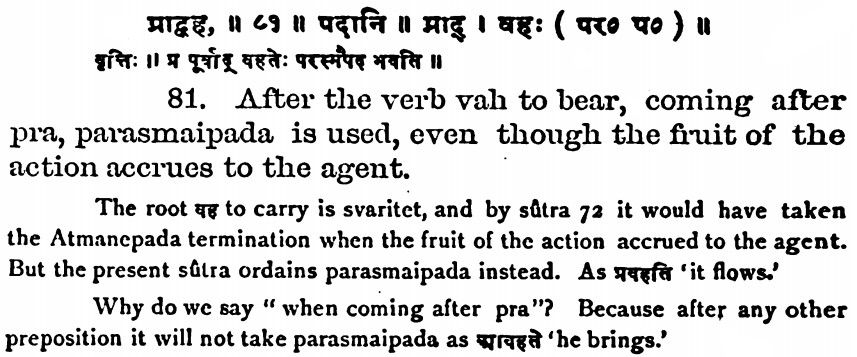 प्राद्वह, ॥ ८१ ॥ पदानि ॥ प्राद् । वहः ( पर० प० ) ॥
वृत्तिः ॥ प्र पूर्वाद् वहतेः परस्मैपद भवति ॥
81. After the verb vah to bear, coming after
pra, parasmaipada is used, even though the fruit of the
action accrues to the agent.
The root वह to carry is svaritet, and by sûtra 72 it would have taken
the Atmanepada termination when the fruit of the action accrued to the agent.
But the present sûtra ordains parasmaipada instead. As प्रवहति 'it flows.'
Why do we say "when coming after pra"? Because after any other
preposition it will not take parasmaipada as आवहते 'he brings.'